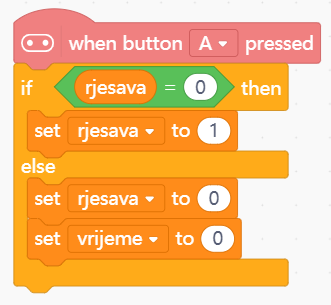 when button A pressed
if rjesava = 0 then
set rjesava to 1
else
set rjesava to 0
set vrijeme to 0